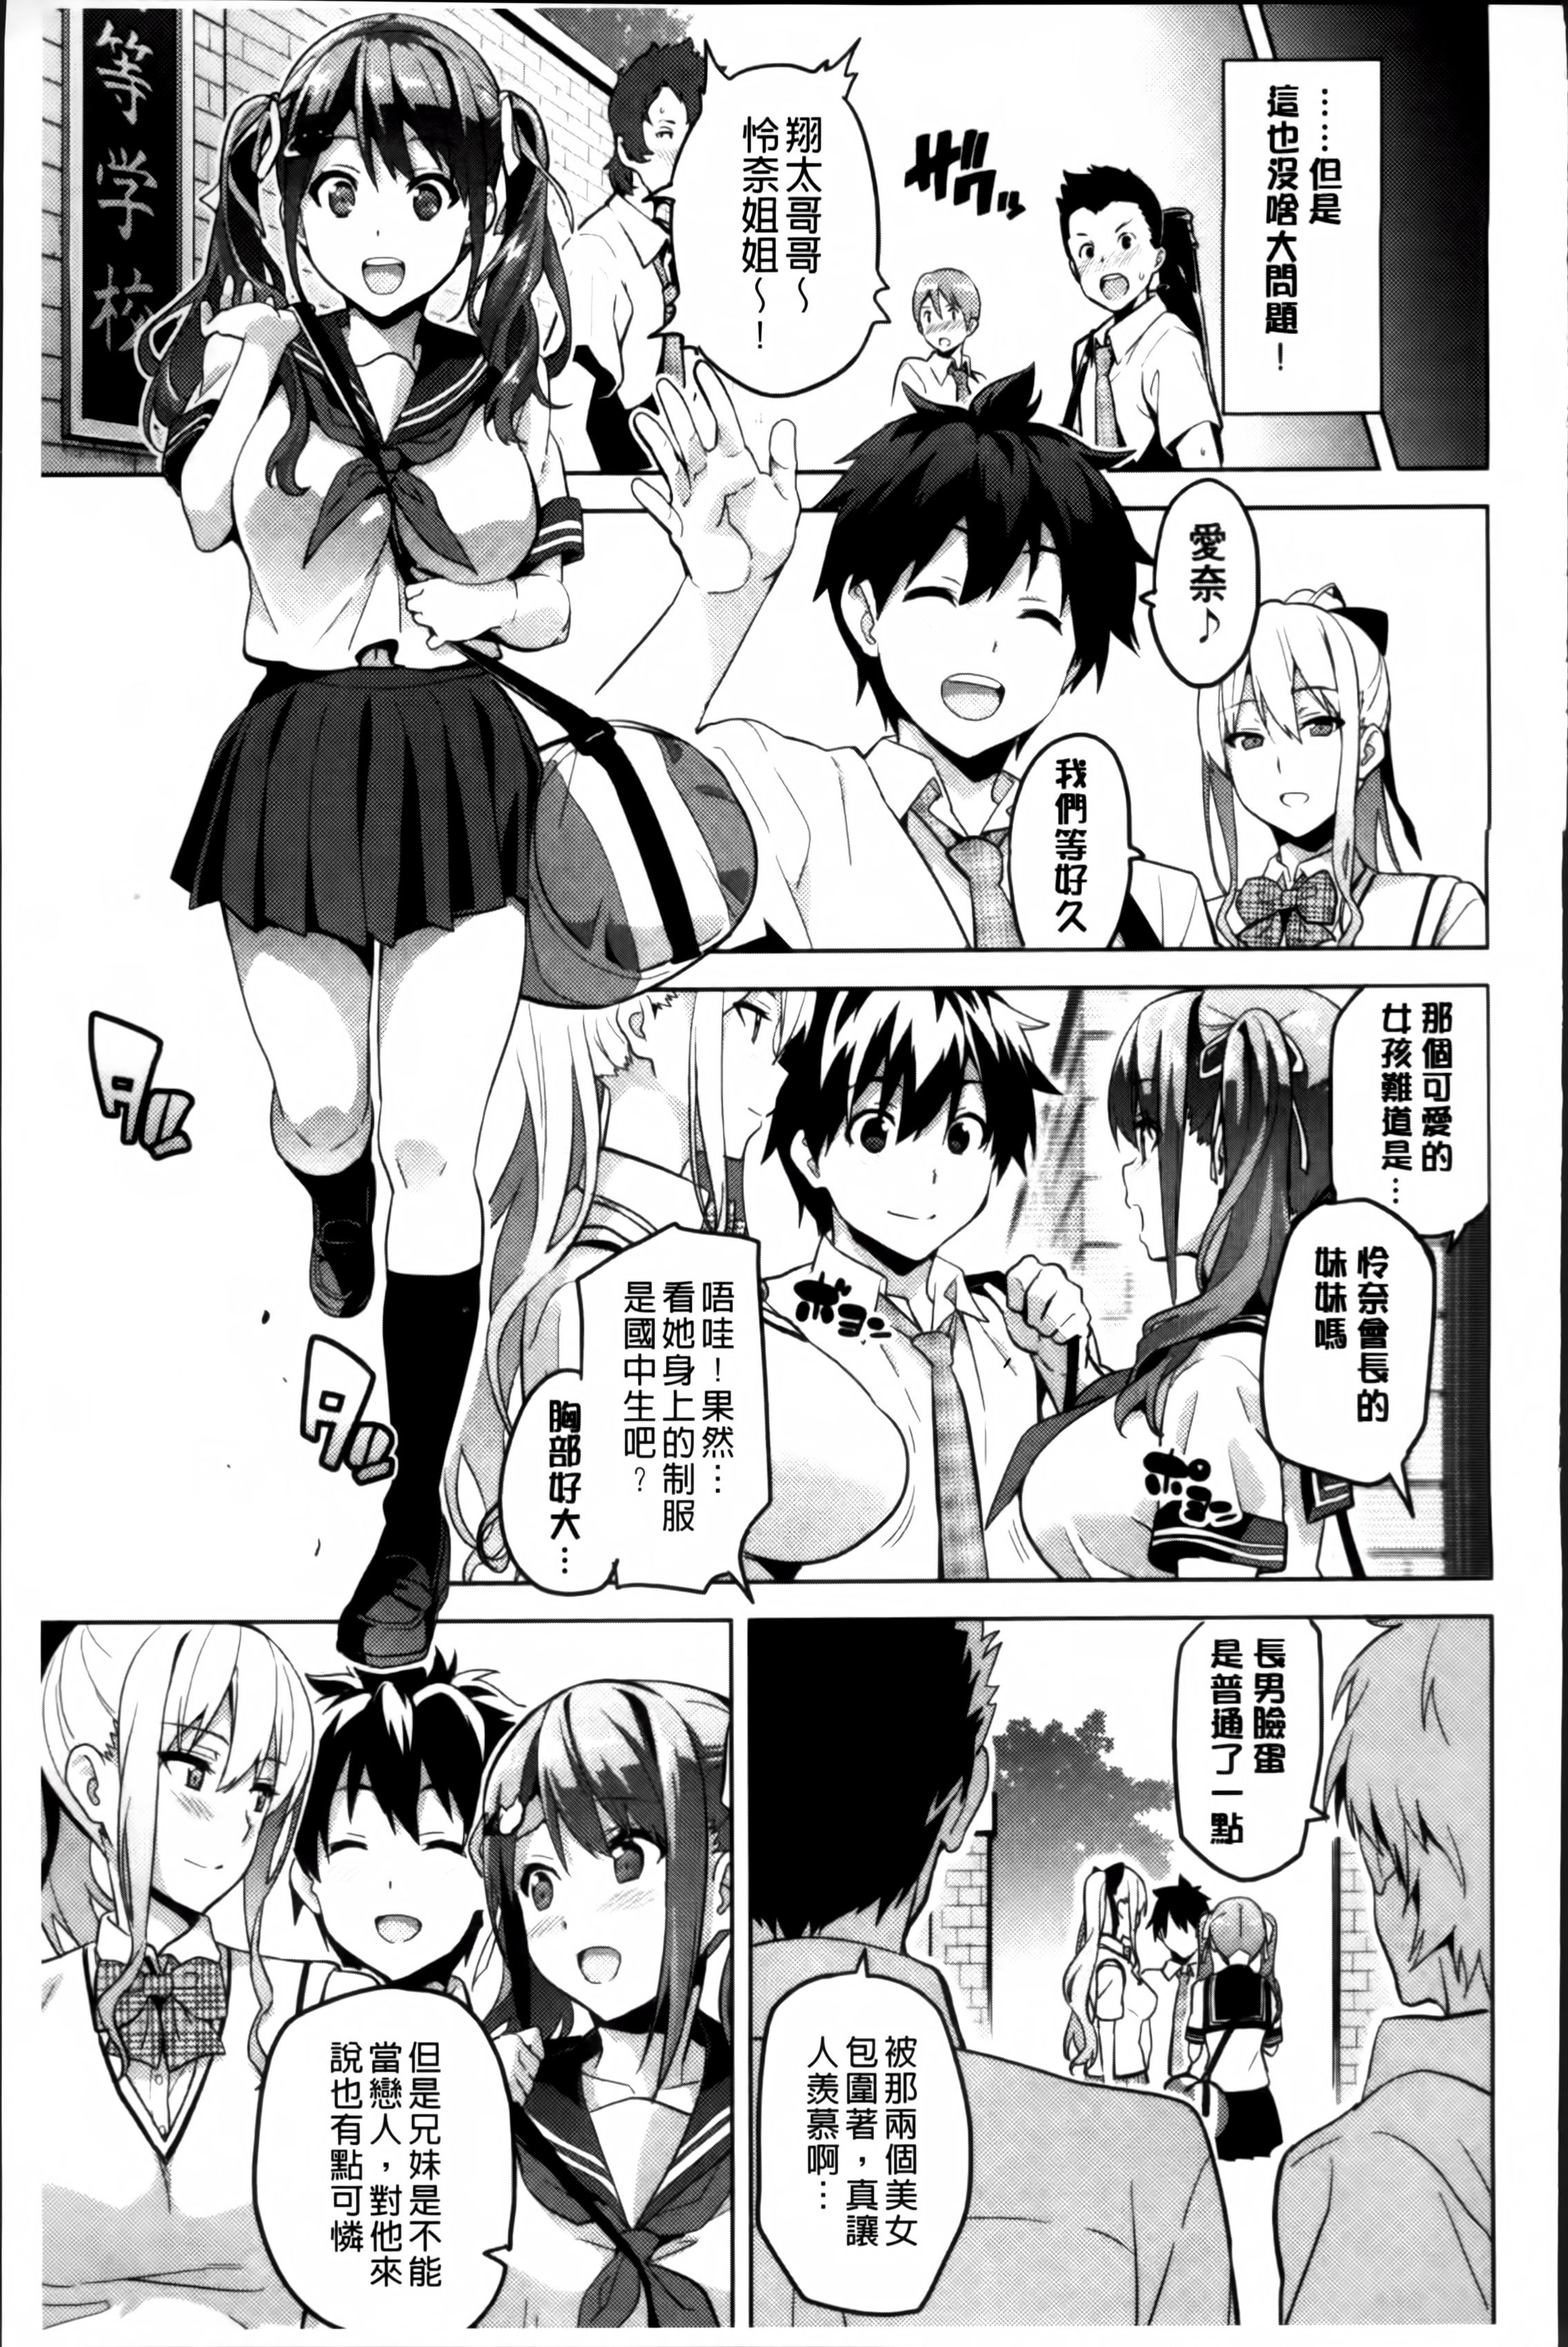 ……但是
這也沒啥大問題！
ザワザワッ
翔太哥哥～
怜奈姐姐～！
等学校
愛奈♪
我們等好久
那個可愛的
女孩難道是…
怜奈會長的
妹妹嗎
ボヨン
ポヨン
唔哇！果然…
看她身上的制服
是國中生吧？
胸部好大…
タッ
タッ
長男臉蛋
是普通了一點
被那兩個美女
包圍著，真讓
人羨慕啊…
但是兄妹是不能
當戀人，對他來
說也有點可憐